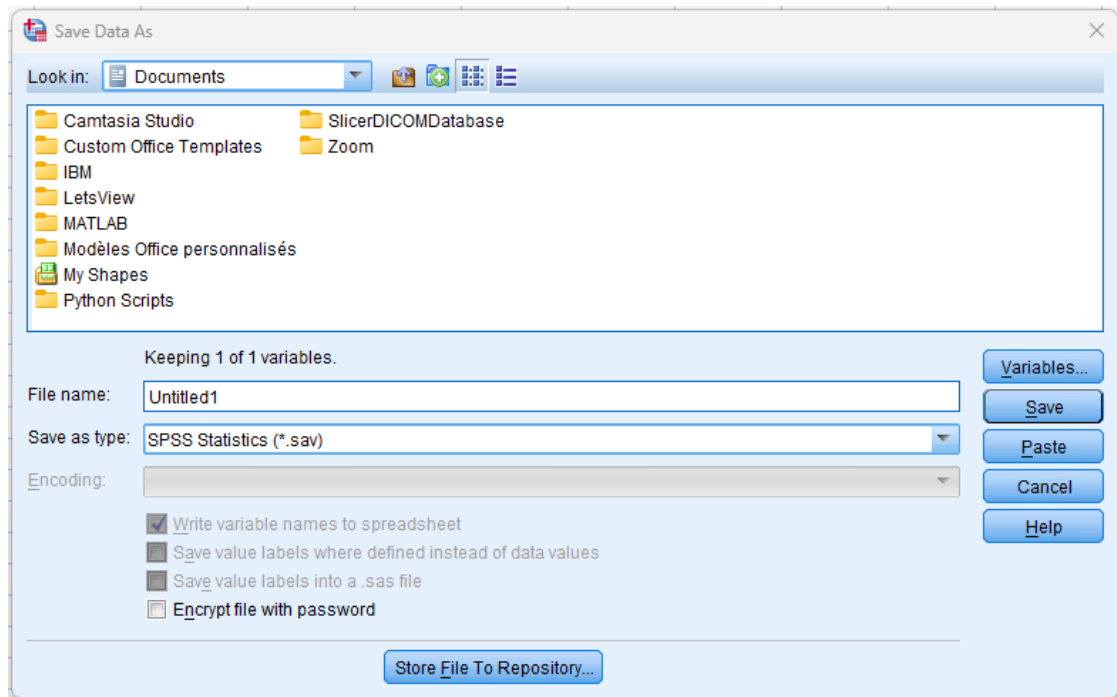 Save Data As
Look in: Documents
Camtasia Studio
Custom Office Templates
IBM
LetsView
MATLAB
Modèles Office personnalisés
My Shapes
Python Scripts
SlicerDICOMDatabase
Zoom
Keeping 1 of 1 variables.
File name: Untitled1
Save as type: SPSS Statistics (*.sav)
Encoding:
Write variable names to spreadsheet
Save value labels where defined instead of data values
Save value labels into a .sas file
Encrypt file with password
Variables...
Save
Paste
Cancel
Help
Store File To Repository...